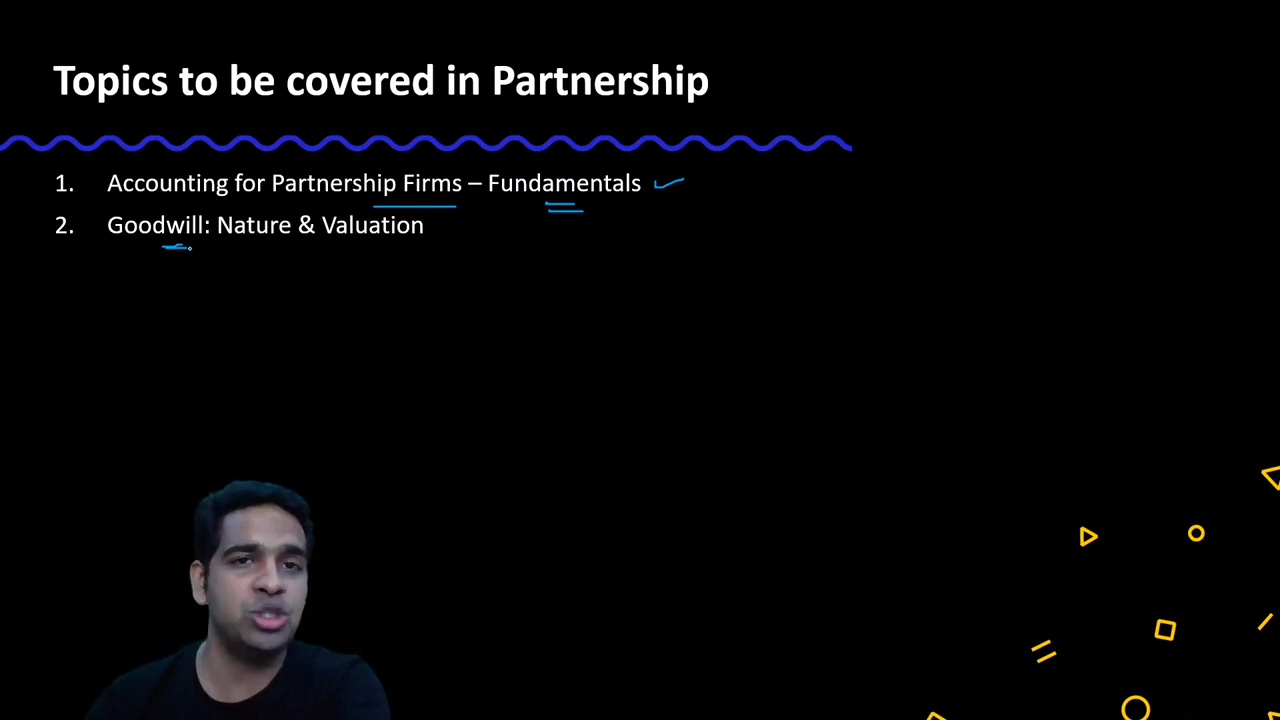 Topics to be covered in Partnership
1. Accounting for Partnership Firms – Fundamentals
2. Goodwill: Nature & Valuation